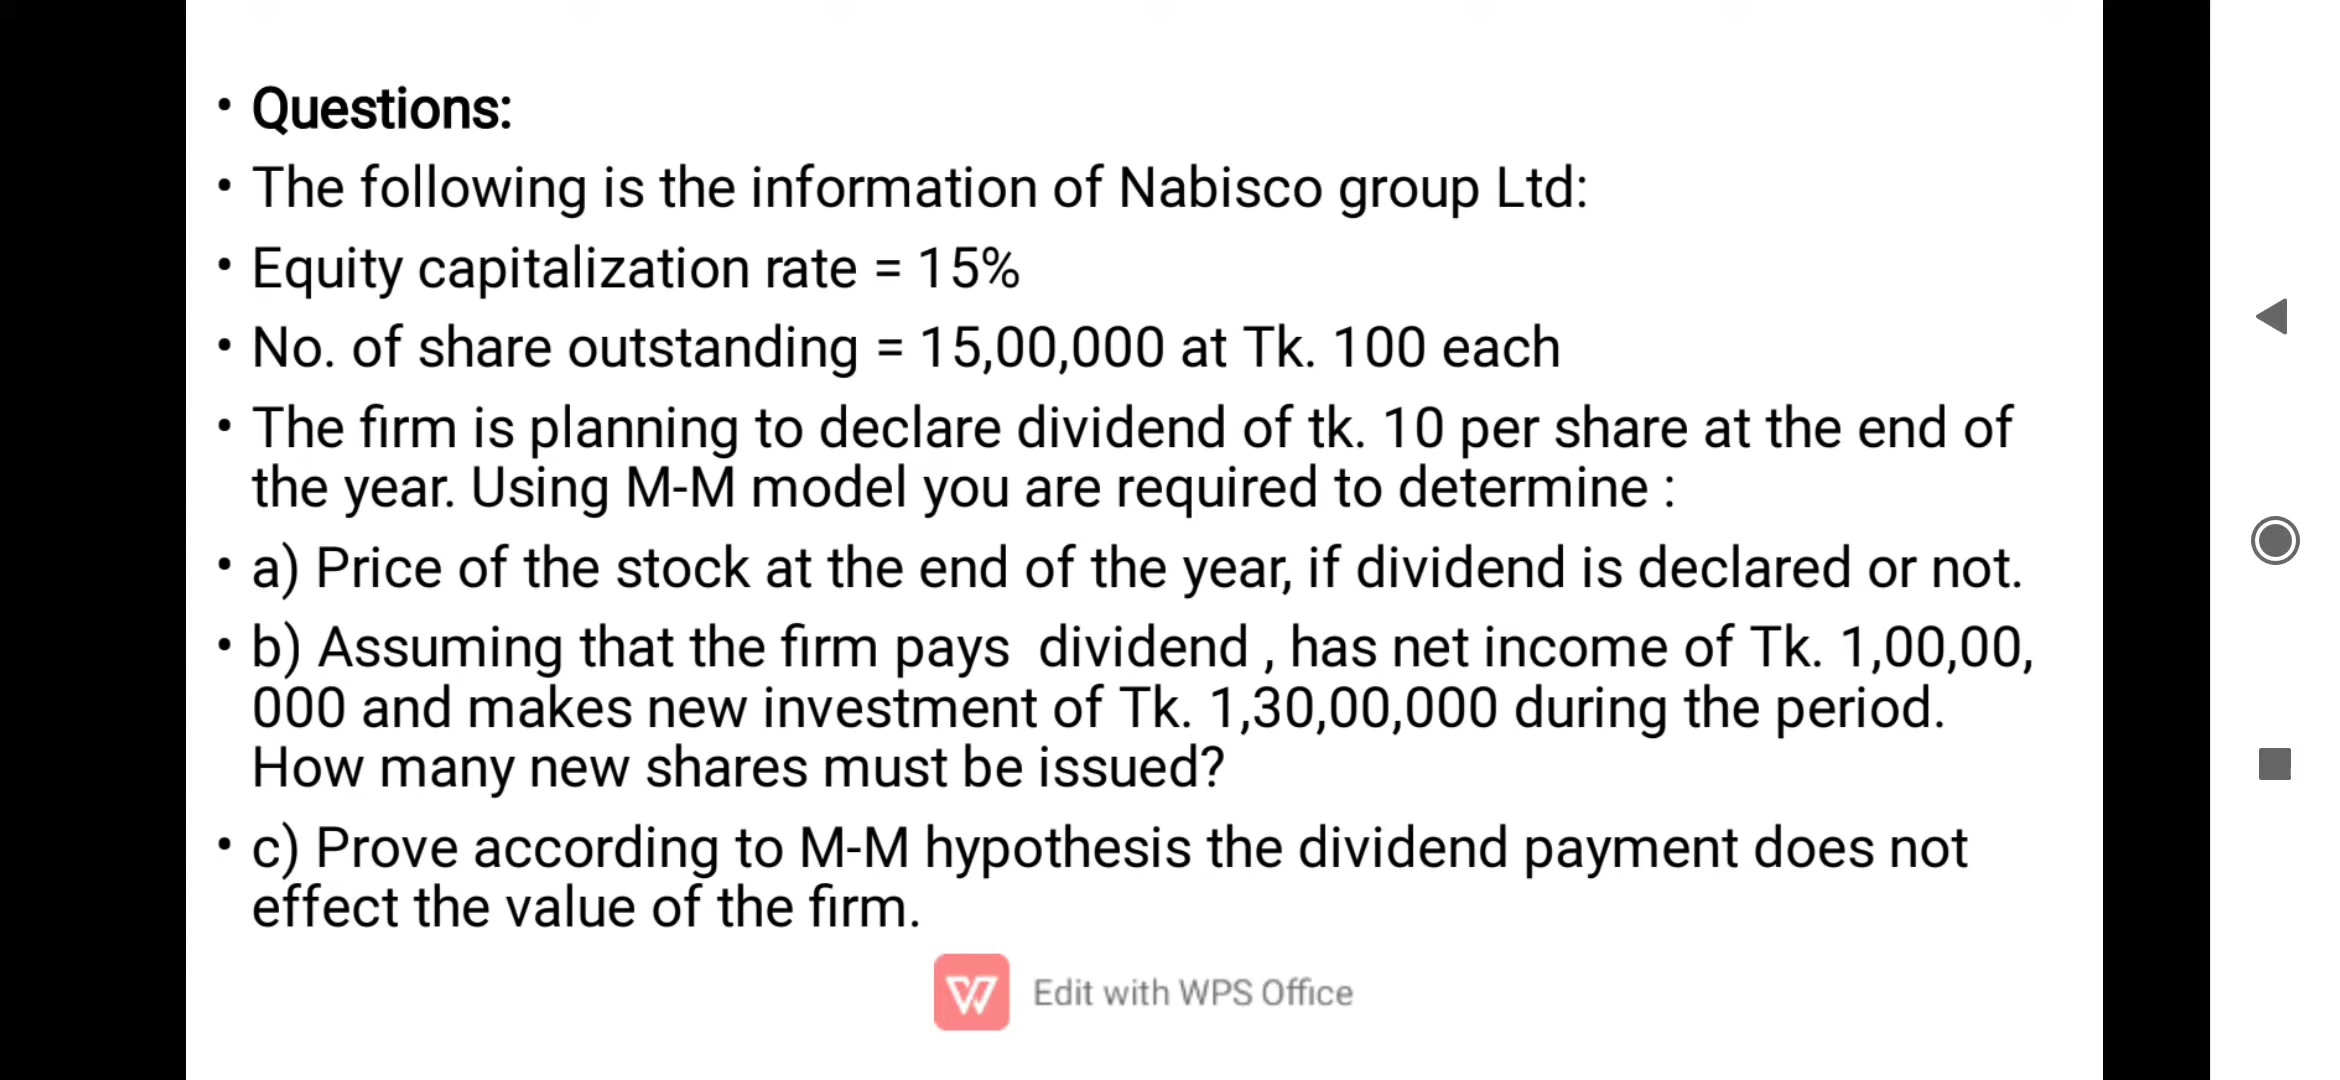 • Questions:
• The following is the information of Nabisco group Ltd:
• Equity capitalization rate = 15%
• No. of share outstanding = 15,00,000 at Tk. 100 each
• The firm is planning to declare dividend of tk. 10 per share at the end of
the year. Using M-M model you are required to determine :
• a) Price of the stock at the end of the year, if dividend is declared or not.
• b) Assuming that the firm pays  dividend , has net income of Tk. 1,00,00,
000 and makes new investment of Tk. 1,30,00,000 during the period.
How many new shares must be issued?
• c) Prove according to M-M hypothesis the dividend payment does not
effect the value of the firm.
Edit with WPS Office